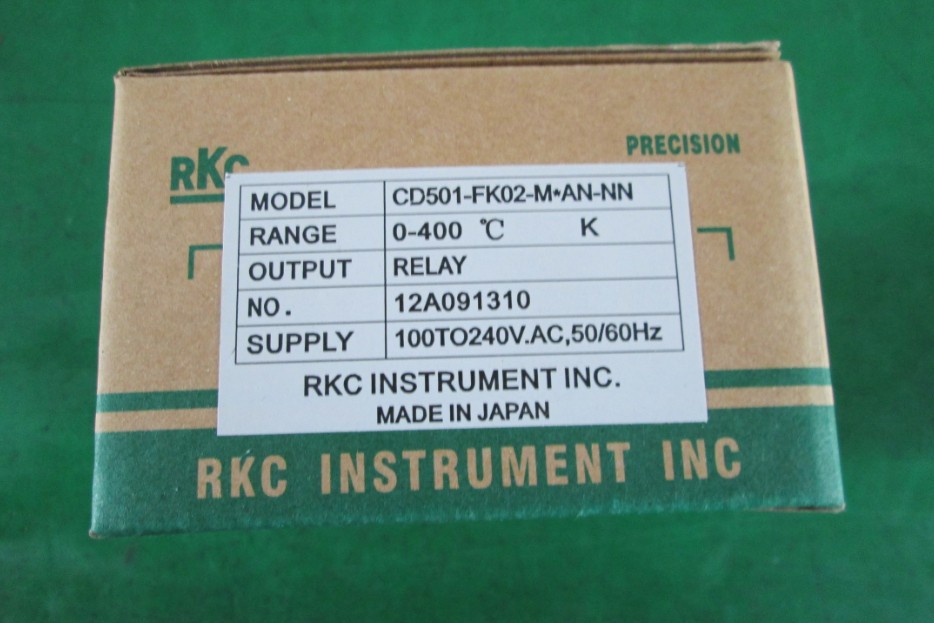 RKC
PRECISION
MODEL CD501-FK02-M*AN-NN
RANGE 0-400 ℃ K
OUTPUT RELAY
NO. 12A091310
SUPPLY 100TO240V.AC,50/60Hz
RKC INSTRUMENT INC.
MADE IN JAPAN
RKC INSTRUMENT INC